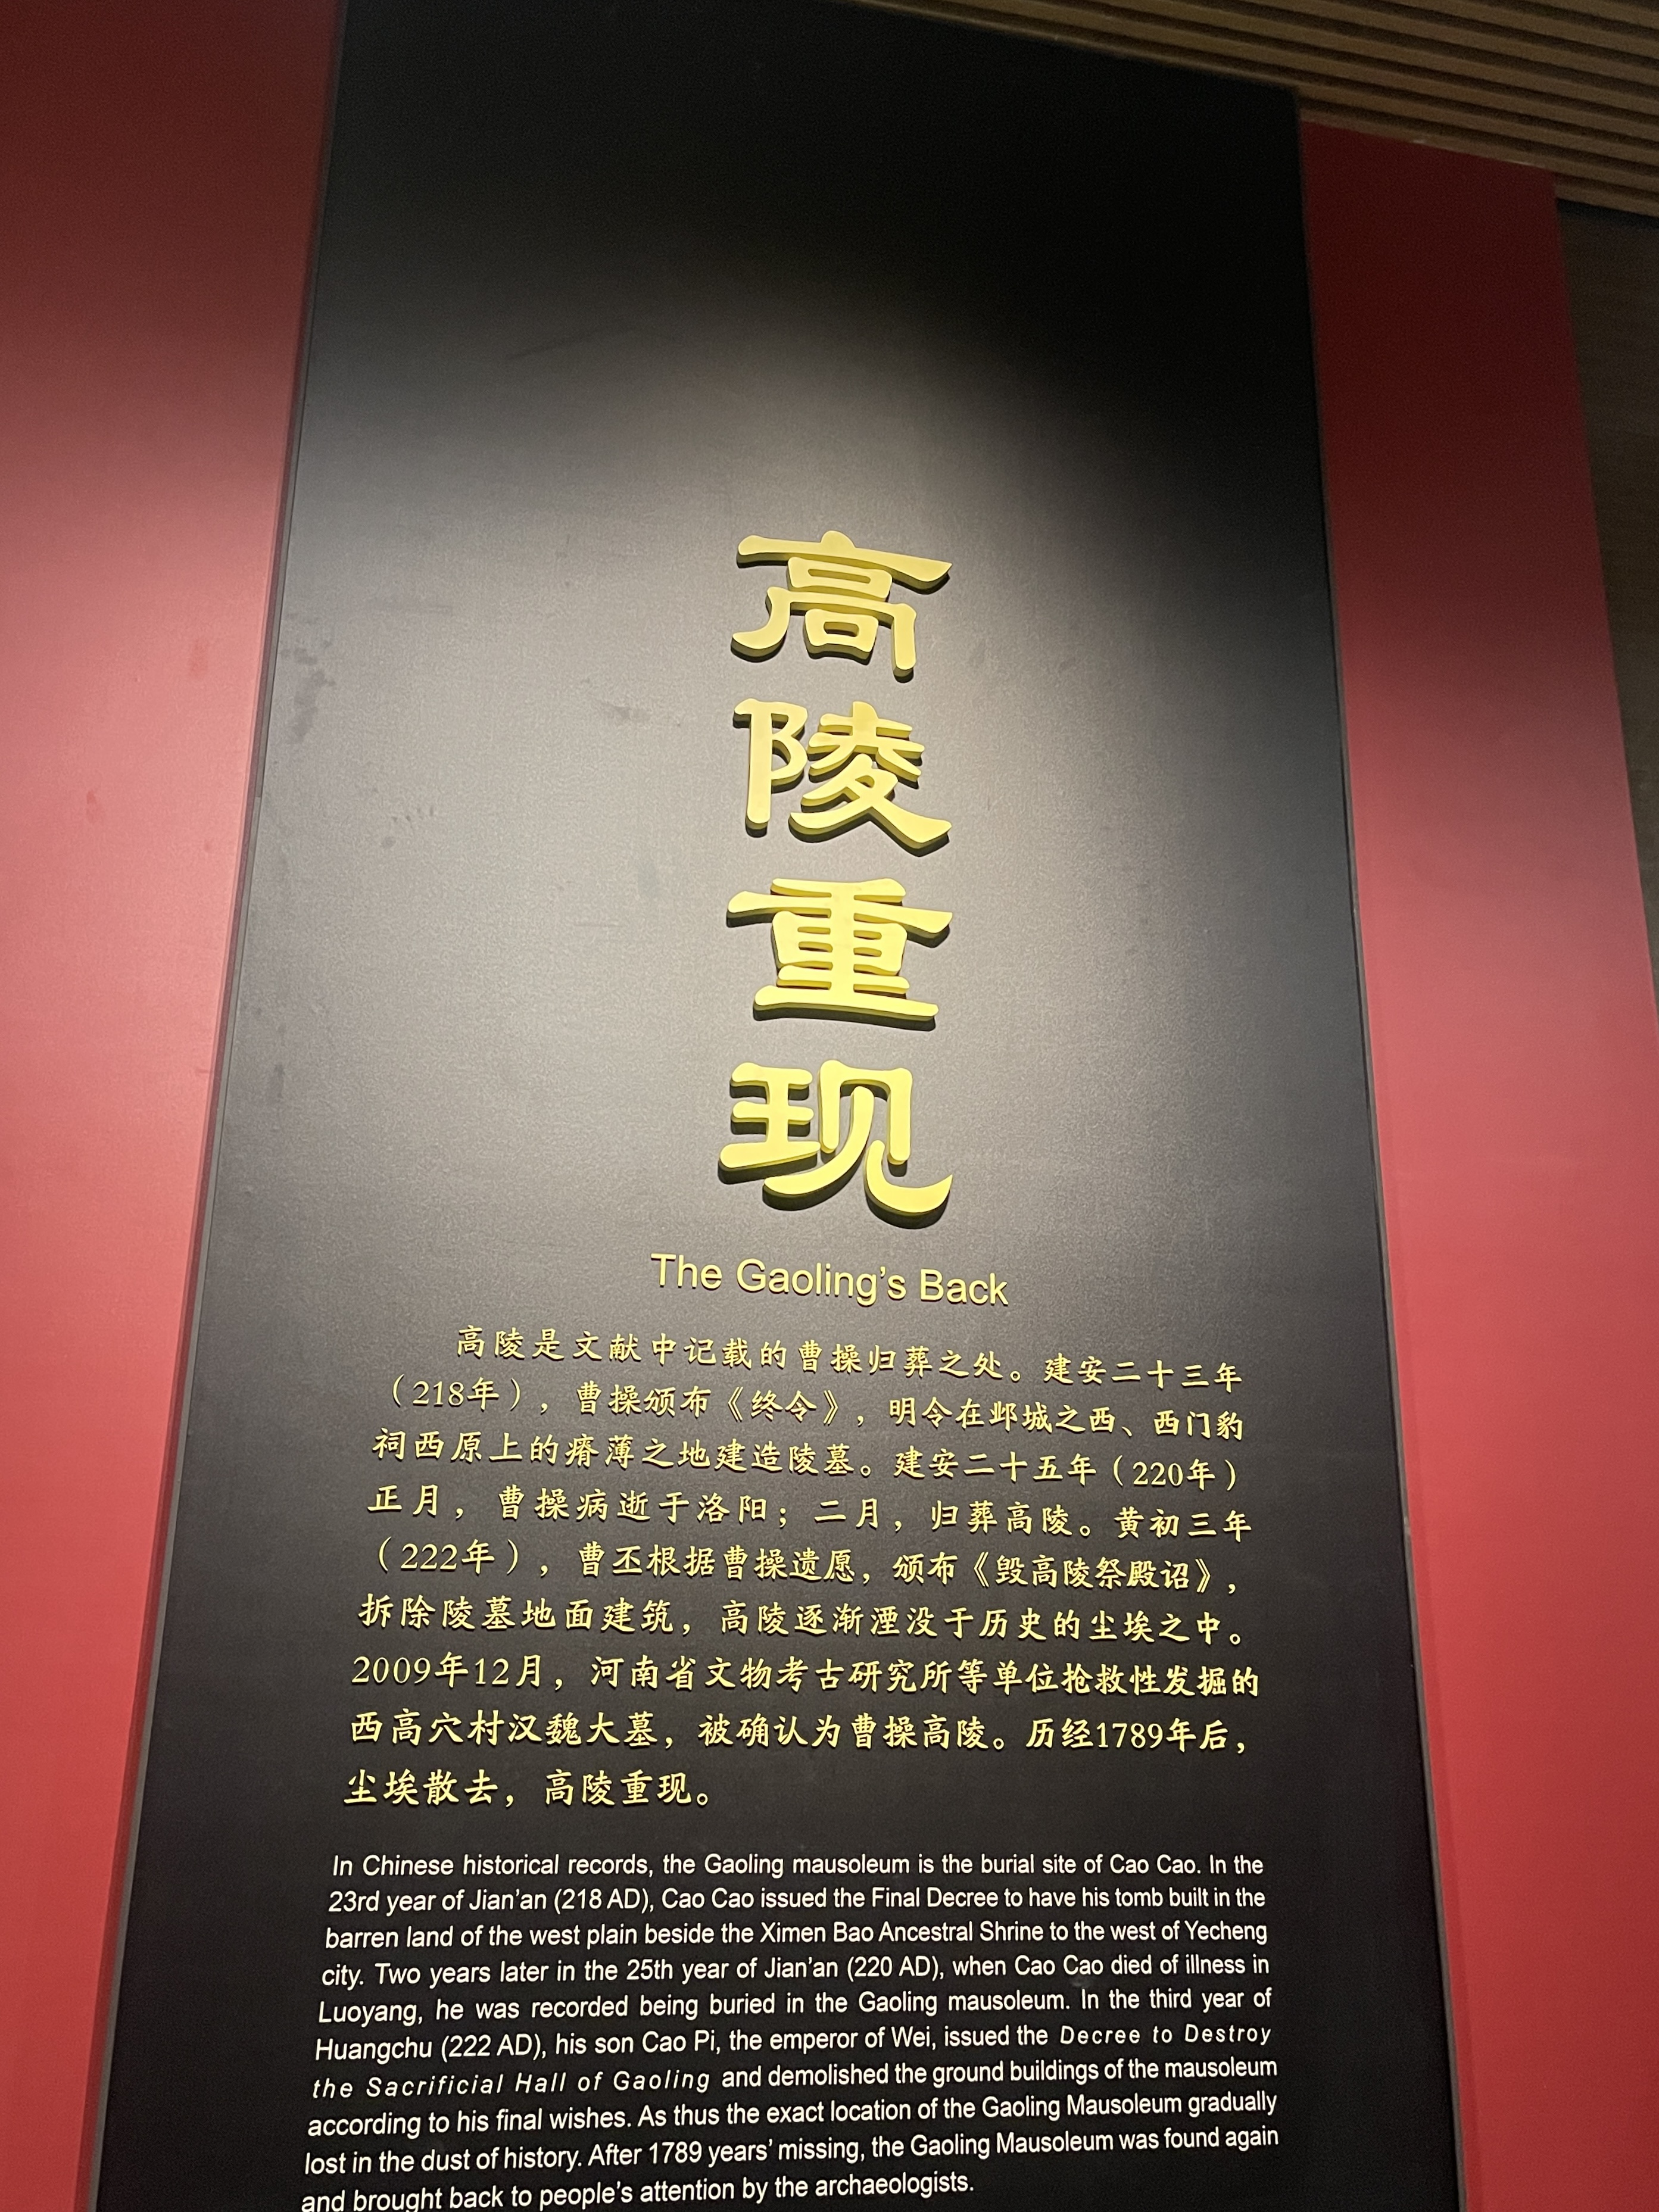 高陵重现
The Gaoling's Back
高陵是文献中记载的曹操归葬之处。建安二十三年
（218年），曹操颁布《终令》，明令在邺城之西、西门豹
祠西原上的瘠薄之地建造陵墓。建安二十五年（220年）
正月，曹操病逝于洛阳；二月，归葬高陵。黄初三年
（222年），曹丕根据曹操遗愿，颁布《毁高陵祭殿诏》，
拆除陵墓地面建筑，高陵逐渐湮没于历史的尘埃之中。
2009年12月，河南省文物考古研究所等单位抢救性发掘的
西高穴村汉魏大墓，被确认为曹操高陵。历经1789年后，
尘埃散去，高陵重现。
In Chinese historical records, the Gaoling mausoleum is the burial site of Cao Cao. In the
23rd year of Jian'an (218 AD), Cao Cao issued the Final Decree to have his tomb built in the
barren land of the west plain beside the Ximen Bao Ancestral Shrine to the west of Yecheng
city. Two years later in the 25th year of Jian'an (220 AD), when Cao Cao died of illness in
Luoyang, he was recorded being buried in the Gaoling mausoleum. In the third year of
Huangchu (222 AD), his son Cao Pi, the emperor of Wei, issued the Decree to Destroy
the Sacrificial Hall of Gaoling and demolished the ground buildings of the mausoleum
according to his final wishes. As thus the exact location of the Gaoling Mausoleum gradually
lost in the dust of history. After 1789 years' missing, the Gaoling Mausoleum was found again
and brought back to people's attention by the archaeologists.